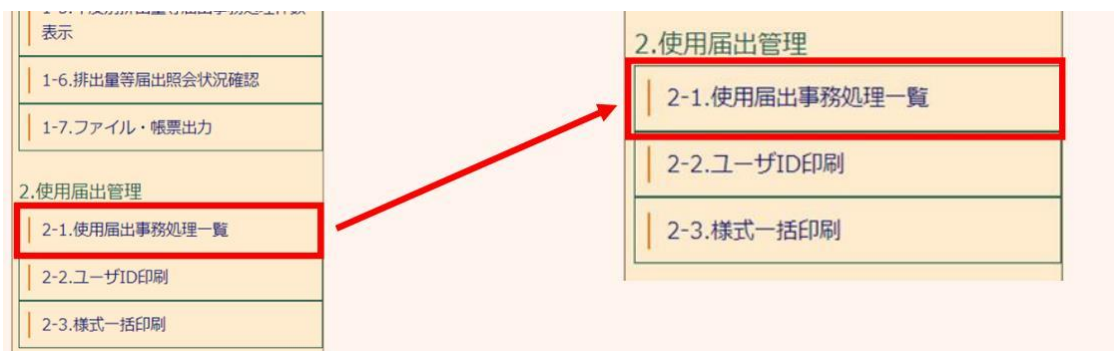 表示
1-6.排出量等届出照会状況確認
1-7.ファイル・帳票出力
2.使用届出管理
2-1.使用届出事務処理一覧
2-2.ユーザID印刷
2-3.様式一括印刷
2.使用届出管理
2-1.使用届出事務処理一覧
2-2.ユーザID印刷
2-3.様式一括印刷